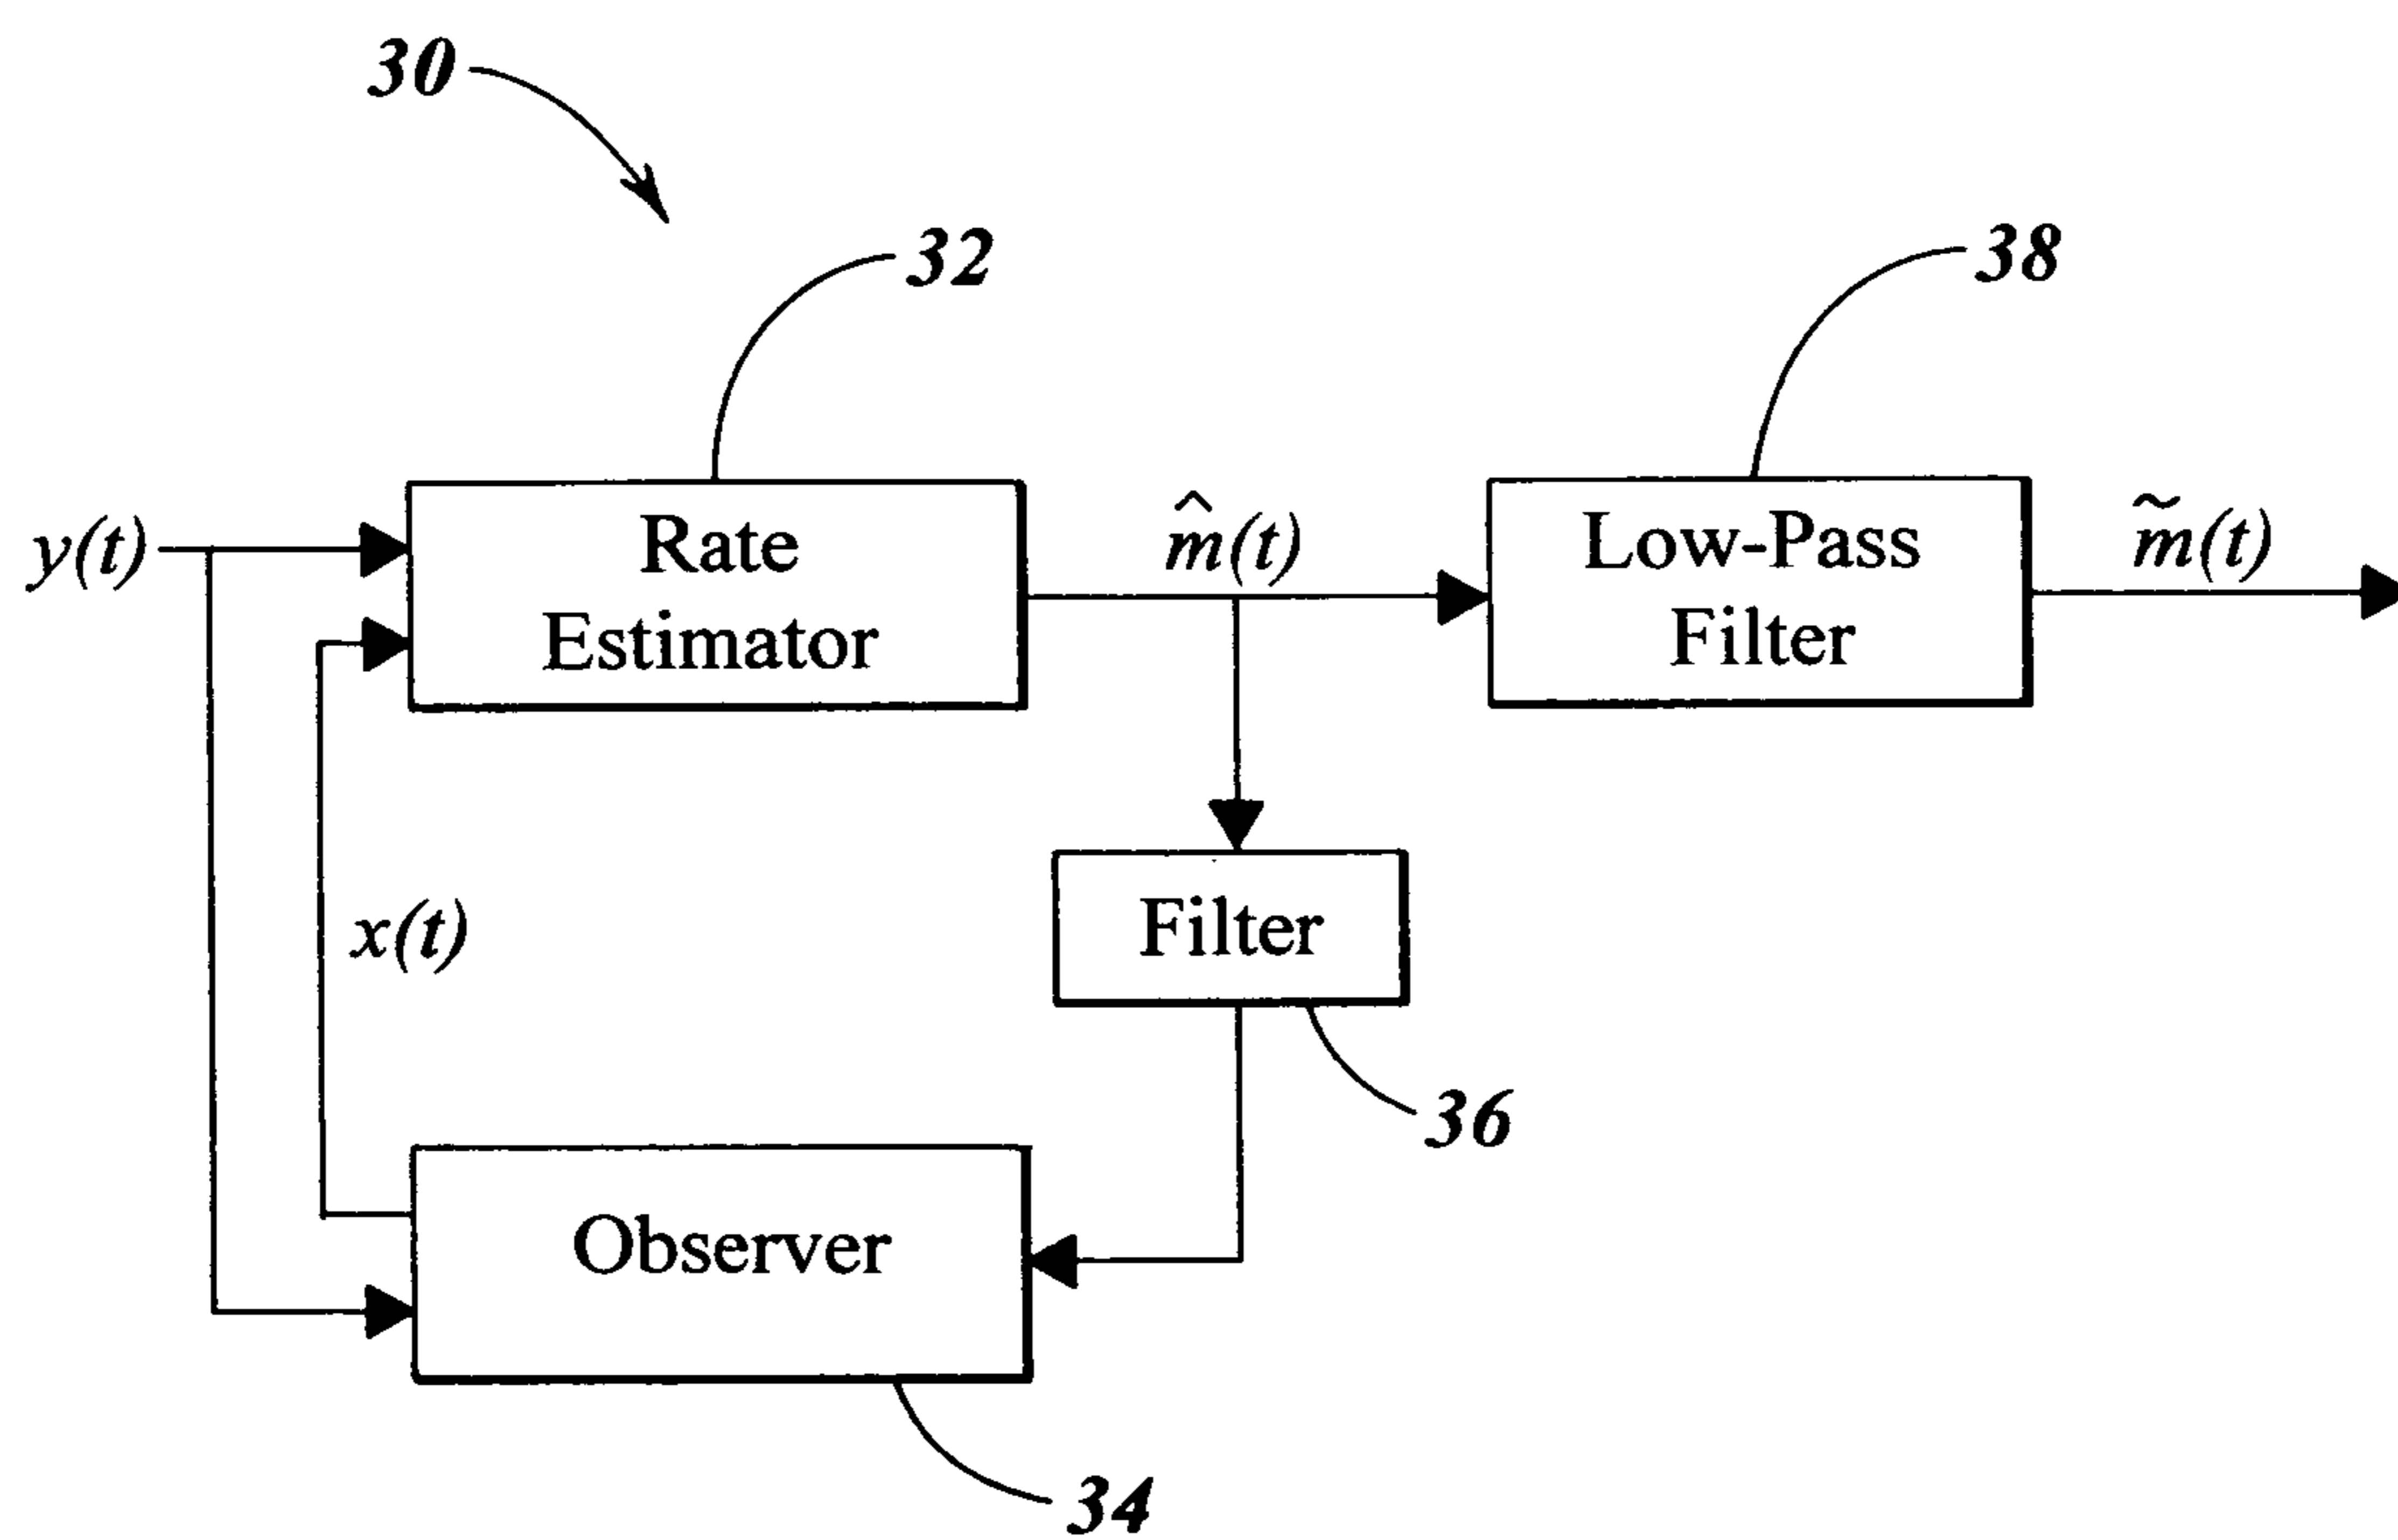 30
32
38
y(t)
Rate
Estimator
m̂(t)
Low-Pass
Filter
m̃(t)
x(t)
Filter
36
Observer
34